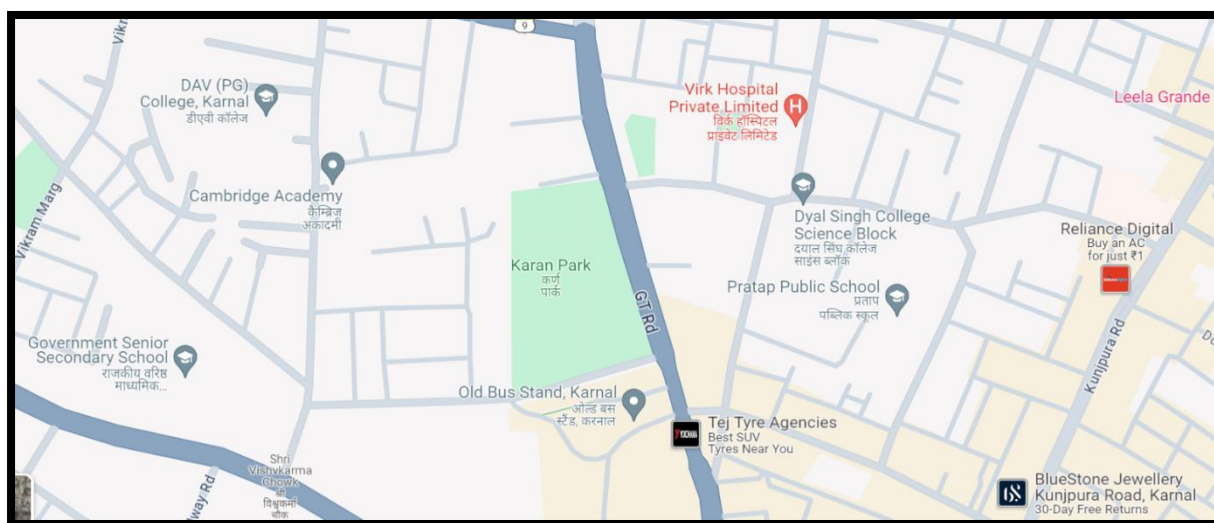 9
Vik
DAV (PG)
College, Karnal
डीएवी कॉलेज
Virk Hospital
Private Limited
विर्क हॉस्पिटल
प्राइवेट लिमिटेड
H
Leela Grande
Cambridge Academy
कैम्ब्रिज
अकादमी
Vikram Marg
Dyal Singh College
Science Block
दयाल सिंह कॉलेज
साइंस ब्लॉक
Reliance Digital
Buy an AC
for just ₹1
Karan Park
कर्ण
पार्क
GT Rd
Pratap Public School
प्रताप
पब्लिक स्कूल
Kunjpura Rd
Government Senior
Secondary School
राजकीय वरिष्ठ
माध्यमिक...
Old Bus Stand, Karnal
ओल्ड बस
स्टैंड, करनाल
Tej Tyre Agencies
Best SUV
Tyres Near You
Shri
Vishvkarma
Chowk
श्री
विश्वकर्मा
चौक
way Rd
BlueStone Jewellery
Kunjpura Road, Karnal
30-Day Free Returns